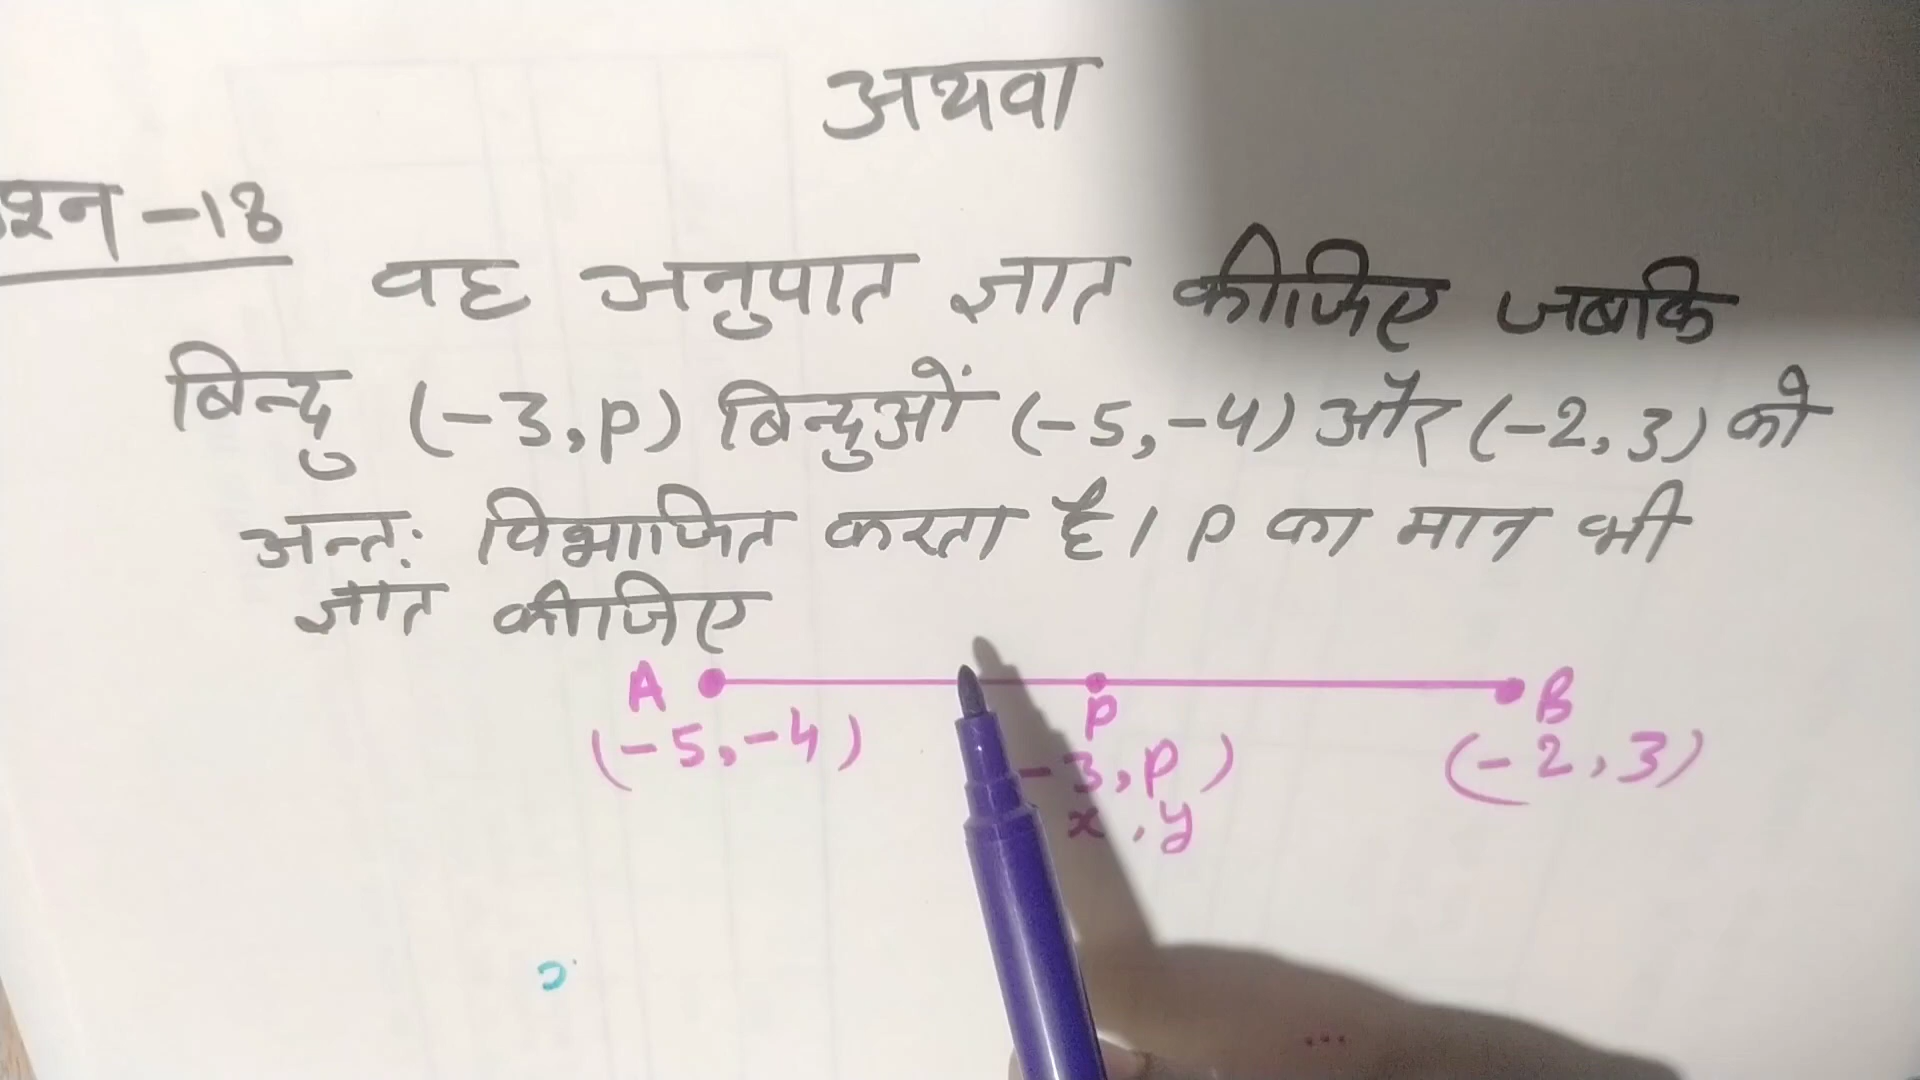 अथवा
श्न -18
वह अनुपात ज्ञात कीजिए जबकि
बिन्दु (-3,p) बिन्दुओं (-5,-4) और (-2,3) को
अन्त: विभाजित करता है। p का मान भी
ज्ञात कीजिए
A P B
(-5,-4) -3,p) (-2,3)
x,y